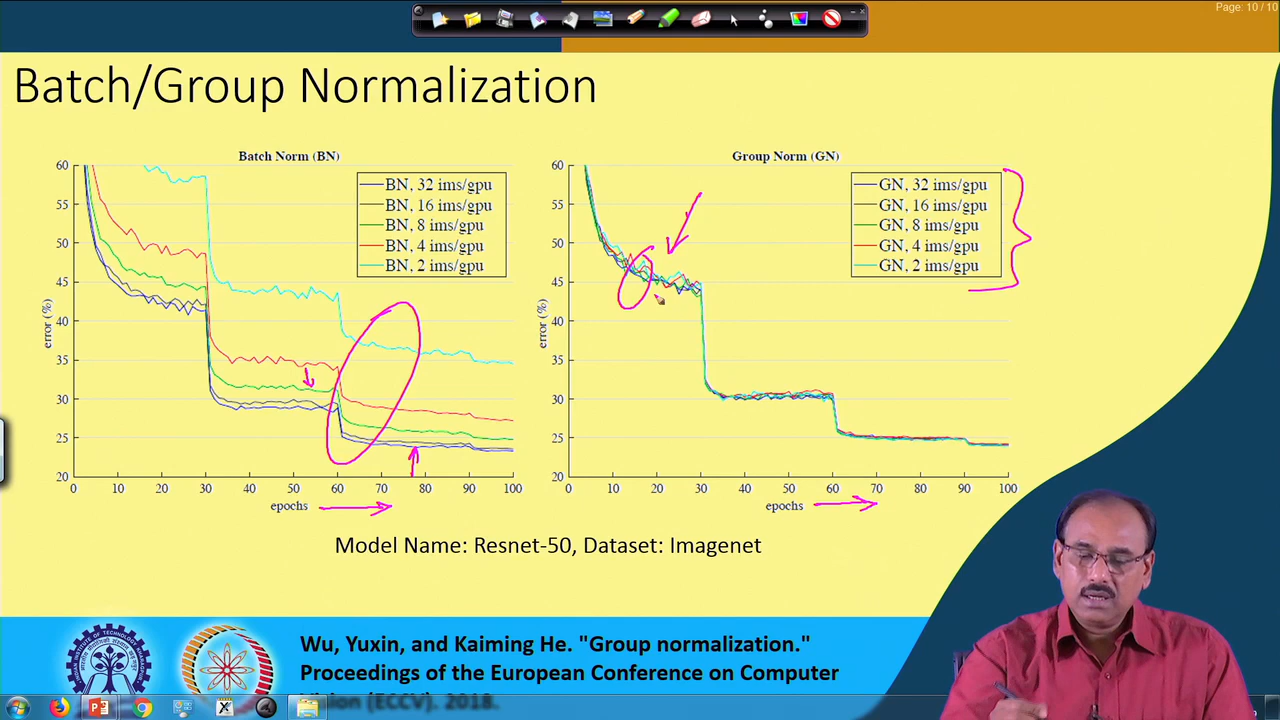 Page: 10 / 10
Batch/Group Normalization
Batch Norm (BN)
60
55
50
45
40
35
30
25
20
error (%)
BN, 32 ims/gpu
BN, 16 ims/gpu
BN, 8 ims/gpu
BN, 4 ims/gpu
BN, 2 ims/gpu
0 10 20 30 40 50 60 70 80 90 100
epochs
Group Norm (GN)
60
55
50
45
40
35
30
25
20
error (%)
GN, 32 ims/gpu
GN, 16 ims/gpu
GN, 8 ims/gpu
GN, 4 ims/gpu
GN, 2 ims/gpu
0 10 20 30 40 50 60 70 80 90 100
epochs
Model Name: Resnet-50, Dataset: Imagenet
Wu, Yuxin, and Kaiming He. "Group normalization."
Proceedings of the European Conference on Computer
Vision (ECCV). 2018.